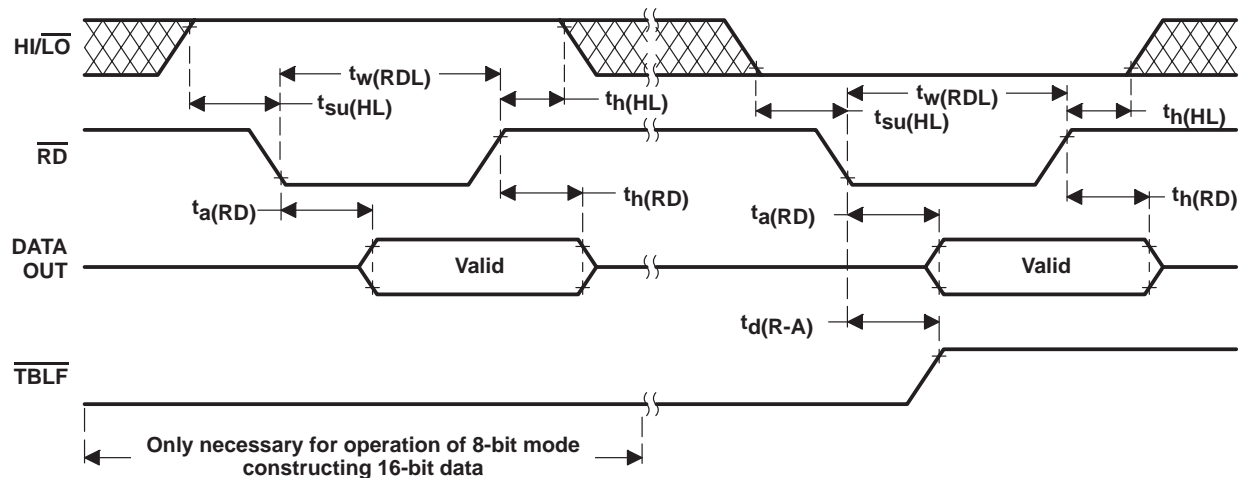 HI/LO
tw(RDL)
tsu(HL)
th(HL)
tw(RDL)
tsu(HL)
th(HL)
RD
ta(RD)
th(RD)
ta(RD)
th(RD)
DATA
OUT
Valid
Valid
td(R-A)
TBLF
Only necessary for operation of 8-bit mode
constructing 16-bit data